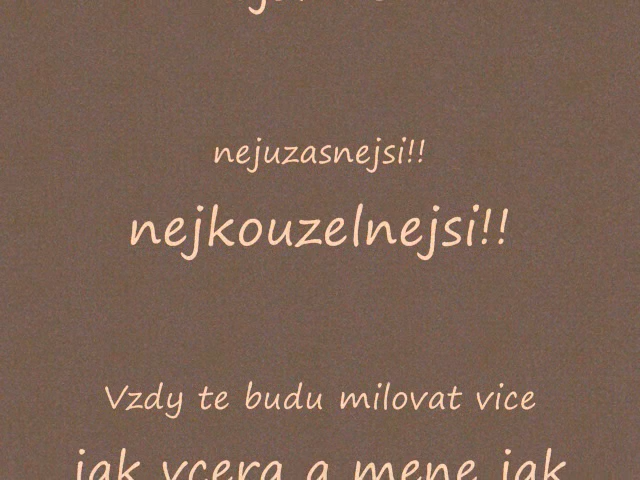 nejuzasnejsi!!
nejkouzelnejsi!!
Vzdy te budu milovat vice
jak vcera a mene jak